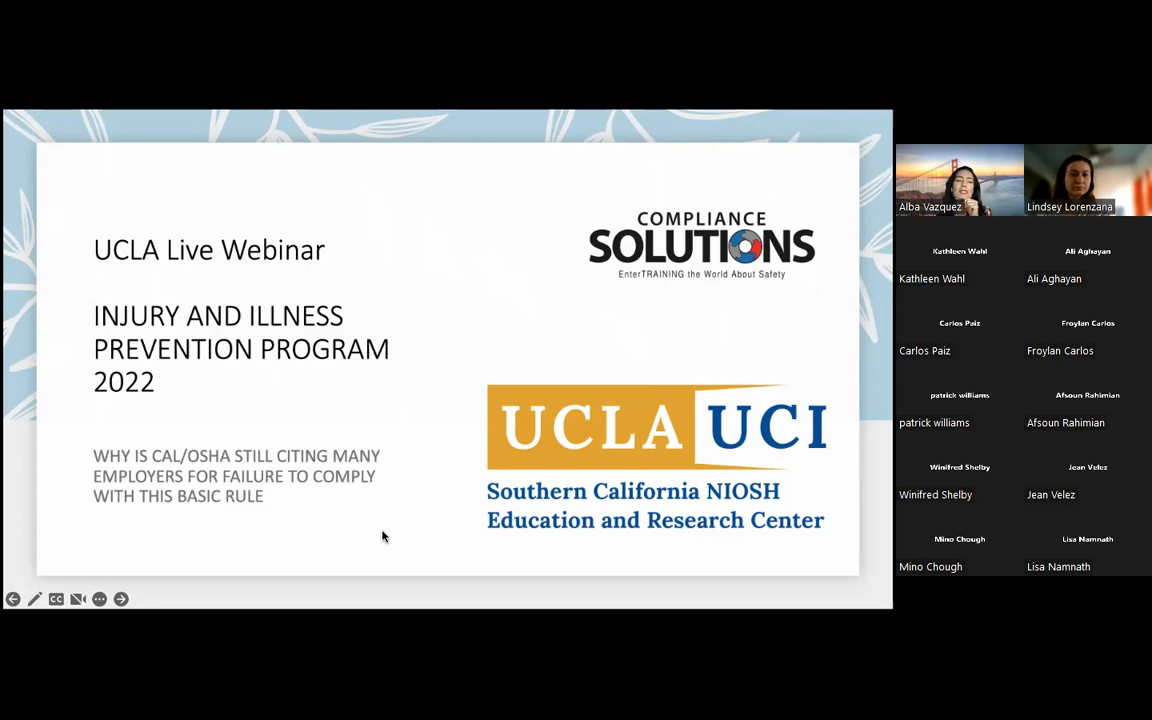 UCLA Live Webinar
INJURY AND ILLNESS
PREVENTION PROGRAM
2022
WHY IS CAL/OSHA STILL CITING MANY
EMPLOYERS FOR FAILURE TO COMPLY
WITH THIS BASIC RULE
COMPLIANCE
SOLUTIONS
EnterTRAINING the World About Safety
UCLA UCI
Southern California NIOSH
Education and Research Center
CC
Alba Vazquez
Lindsey Lorenzana
Kathleen Wahl
Kathleen Wahl
Ali Aghayan
Ali Aghayan
Carlos Paiz
Carlos Paiz
Froylan Carlos
Froylan Carlos
patrick williams
patrick williams
Afsoun Rahimian
Afsoun Rahimian
Winifred Shelby
Winifred Shelby
Jean Velez
Jean Velez
Mino Chough
Mino Chough
Lisa Namnath
Lisa Namnath